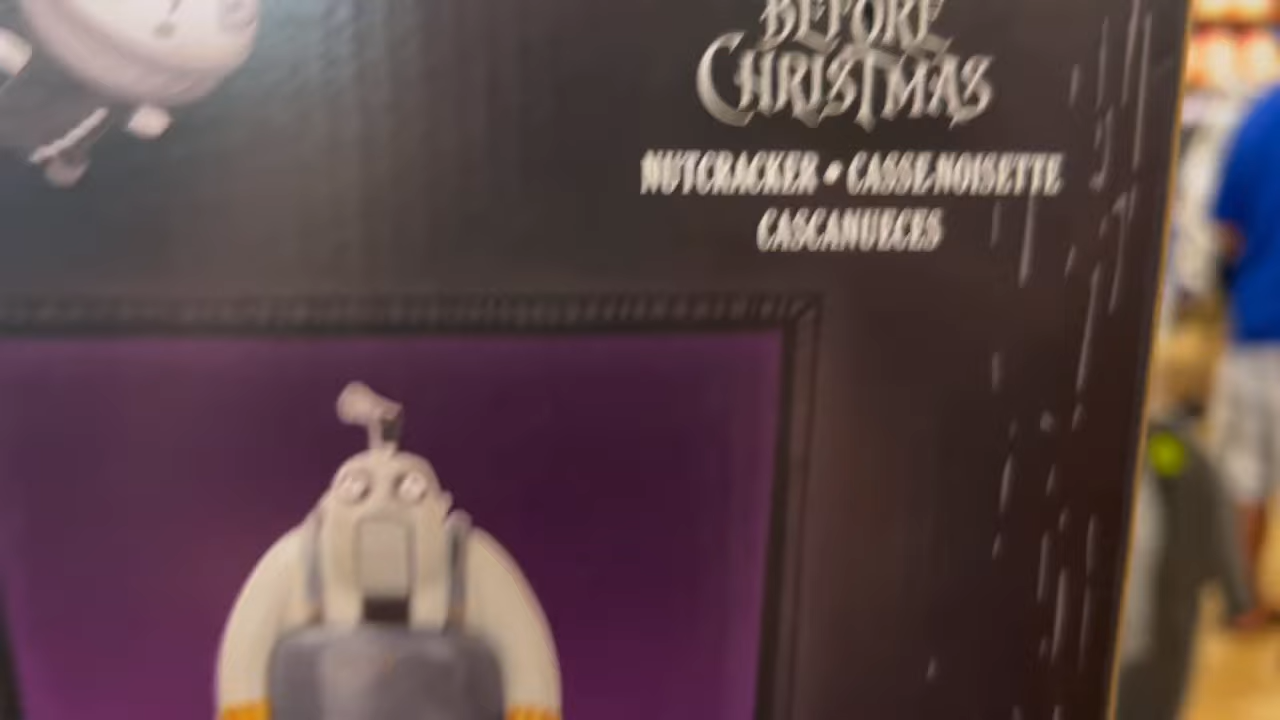 BEFORE
CHRISTMAS
NUTCRACKER • CASSE-NOISETTE
CASCANUECES